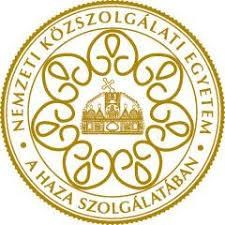 NEMZETI KÖZSZOLGÁLATI EGYETEM
• A HAZA SZOLGÁLATÁBAN •